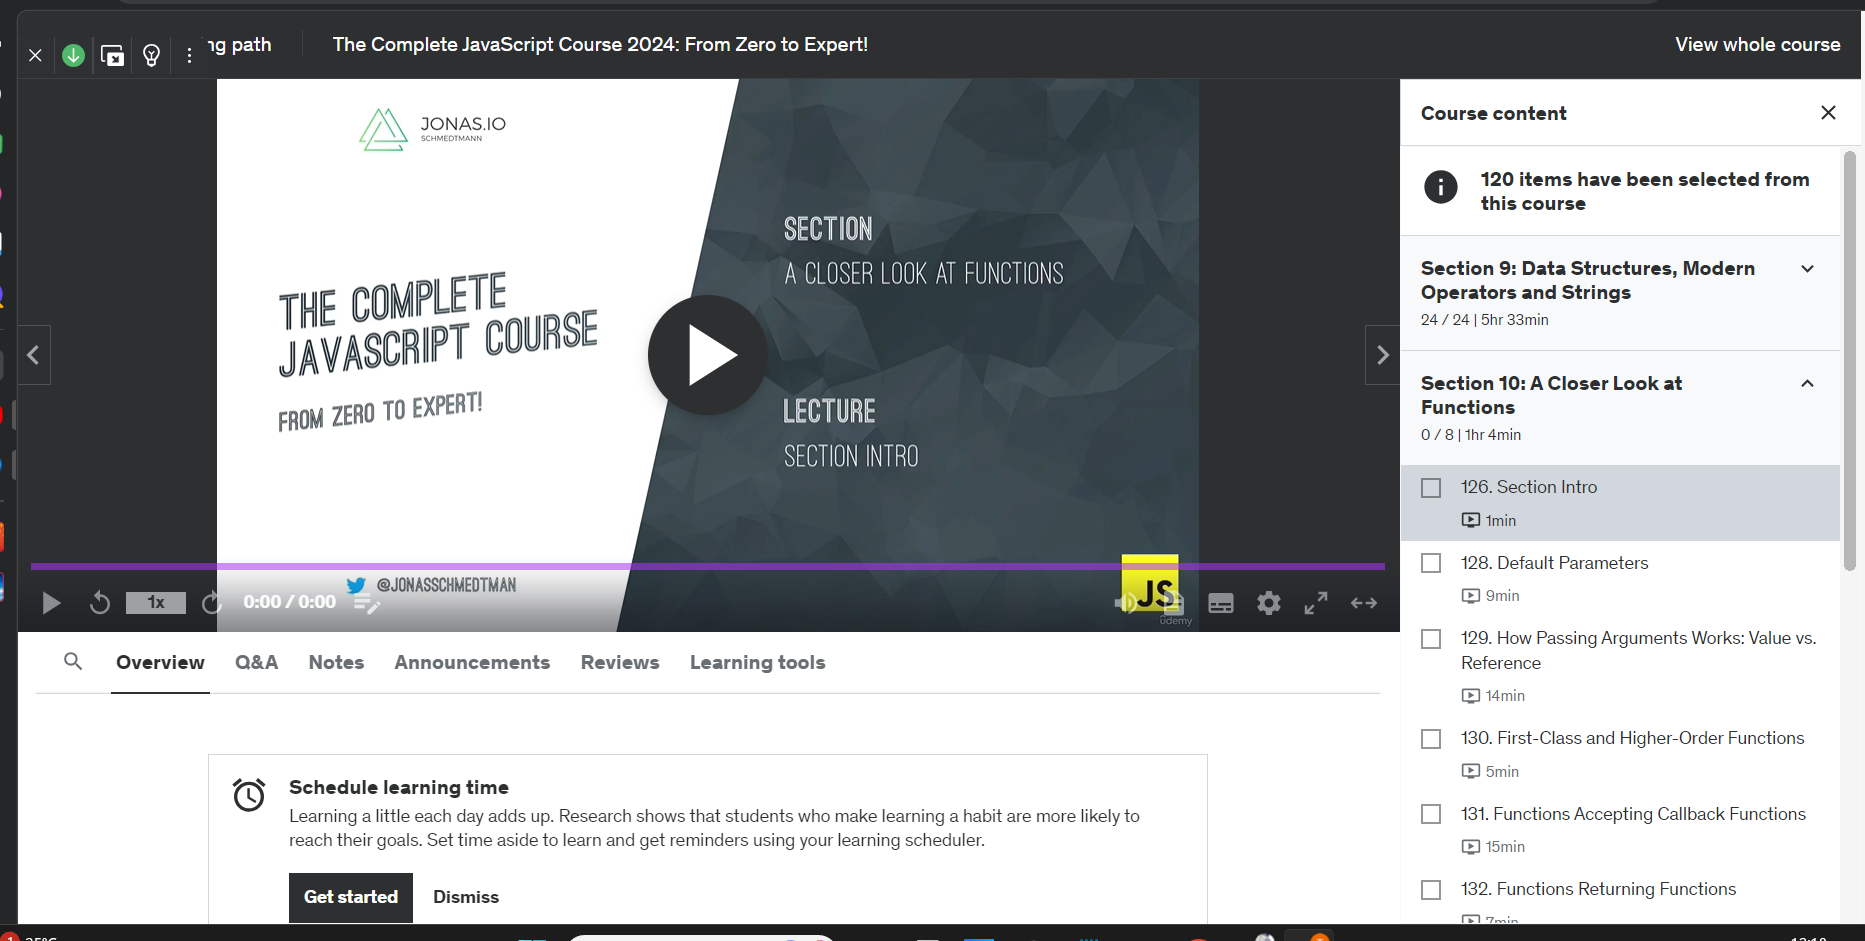 ng path
The Complete JavaScript Course 2024: From Zero to Expert!
View whole course
JONAS.IO
SCHMEDTMANN
THE COMPLETE
JAVASCRIPT COURSE
FROM ZERO TO EXPERT!
SECTION
A CLOSER LOOK AT FUNCTIONS
LECTURE
SECTION INTRO
@JONASSCHMEDTMAN
JS
udemy
1x
0:00 / 0:00
Overview
Q&A
Notes
Announcements
Reviews
Learning tools
Schedule learning time
Learning a little each day adds up. Research shows that students who make learning a habit are more likely to
reach their goals. Set time aside to learn and get reminders using your learning scheduler.
Get started
Dismiss
Course content
120 items have been selected from
this course
Section 9: Data Structures, Modern
Operators and Strings
24 / 24 | 5hr 33min
Section 10: A Closer Look at
Functions
0 / 8 | 1hr 4min
126. Section Intro
1min
128. Default Parameters
9min
129. How Passing Arguments Works: Value vs.
Reference
14min
130. First-Class and Higher-Order Functions
5min
131. Functions Accepting Callback Functions
15min
132. Functions Returning Functions
7min